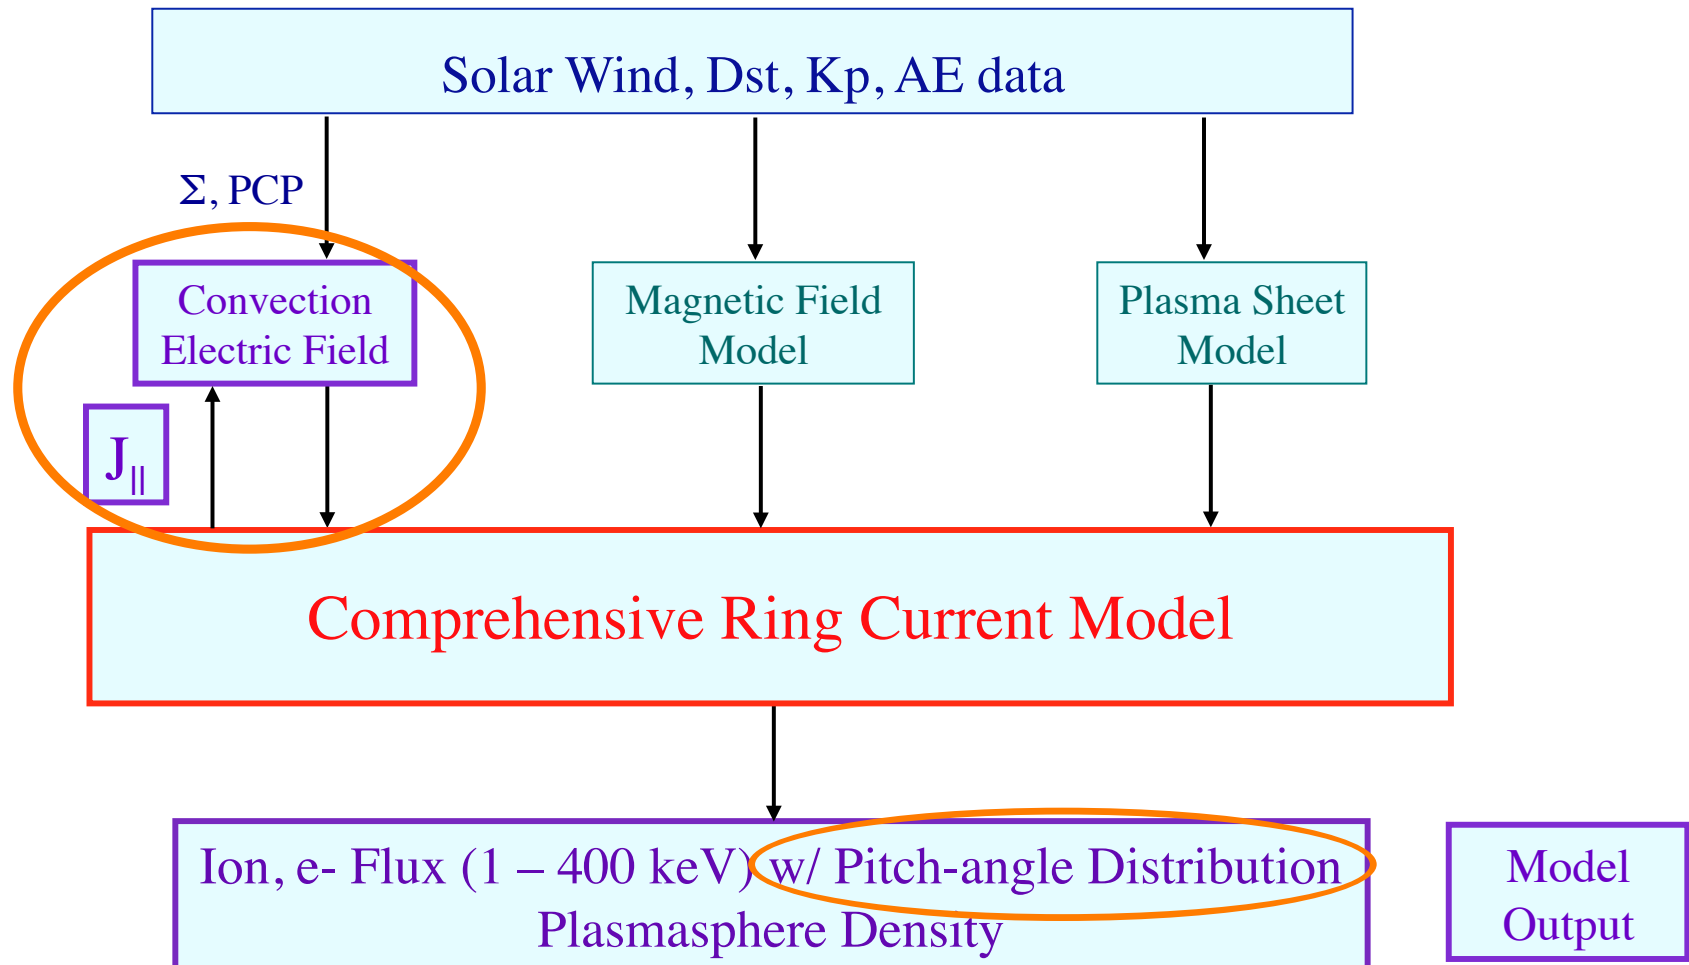 Solar Wind, Dst, Kp, AE data
Σ, PCP
Convection
Electric Field
Magnetic Field
Model
Plasma Sheet
Model
J||
Comprehensive Ring Current Model
Ion, e- Flux (1 – 400 keV) w/ Pitch-angle Distribution
Plasmasphere Density
Model
Output